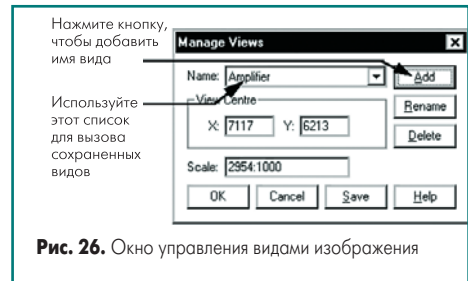 Нажмите кнопку,
чтобы добавить
имя вида
Используйте
этот список
для вызова
сохраненных
видов
Manage Views
Name: Amplifier
Add
View Centre
Rename
X: 7117 Y: 6213
Delete
Scale: 2954:1000
OK Cancel Save Help
Рис. 26. Окно управления видами изображения